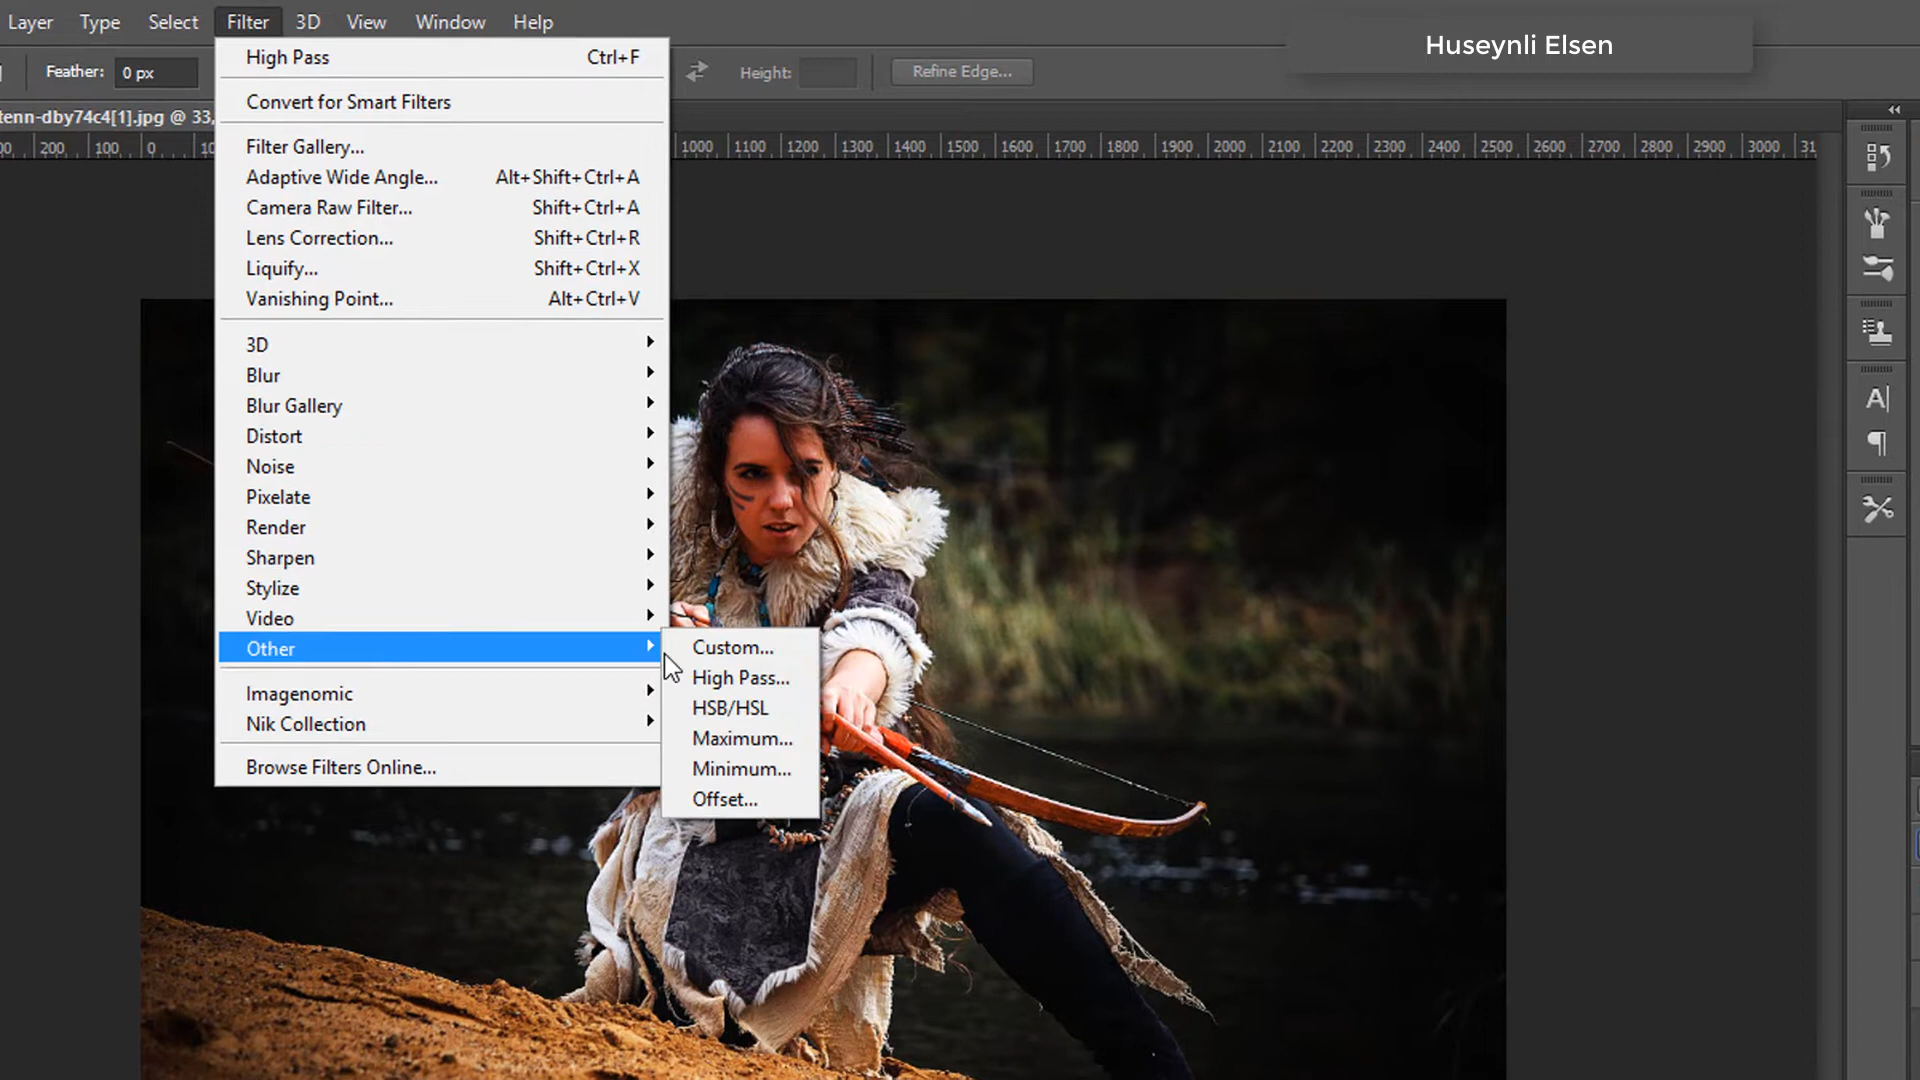 Layer Type Select Filter 3D View Window Help
Huseynli Elsen
Feather: 0 px Height: Refine Edge...
tenn-dby74c4[1].jpg @ 33,
200 100 0 1000 1100 1200 1300 1400 1500 1600 1700 1800 1900 2000 2100 2200 2300 2400 2500 2600 2700 2800 2900 3000
High Pass Ctrl+F
Convert for Smart Filters
Filter Gallery...
Adaptive Wide Angle... Alt+Shift+Ctrl+A
Camera Raw Filter... Shift+Ctrl+A
Lens Correction... Shift+Ctrl+R
Liquify... Shift+Ctrl+X
Vanishing Point... Alt+Ctrl+V
3D
Blur
Blur Gallery
Distort
Noise
Pixelate
Render
Sharpen
Stylize
Video
Other
Imagenomic
Nik Collection
Browse Filters Online...
Custom...
High Pass...
HSB/HSL
Maximum...
Minimum...
Offset...